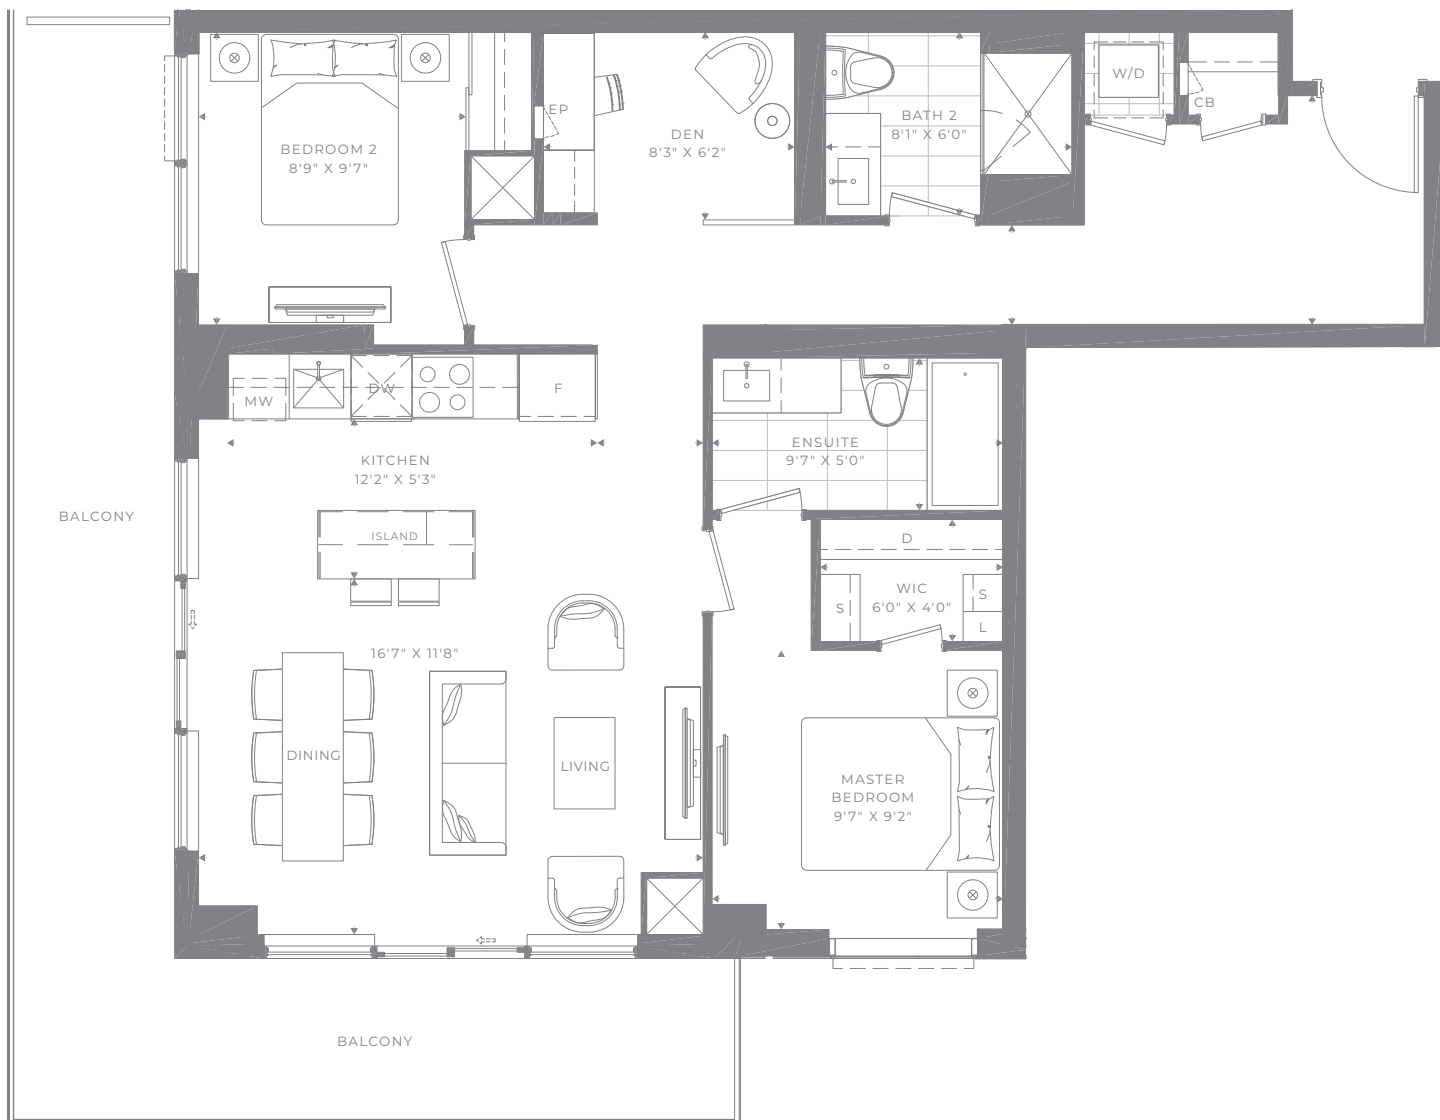 W/D
CB
EP
BATH 2
8'1" X 6'0"
DEN
8'3" X 6'2"
BEDROOM 2
8'9" X 9'7"
MW
DW
F
ENSUITE
9'7" X 5'0"
KITCHEN
12'2" X 5'3"
BALCONY
ISLAND
D
WIC
6'0" X 4'0"
S
S
L
16'7" X 11'8"
DINING
LIVING
MASTER
BEDROOM
9'7" X 9'2"
BALCONY